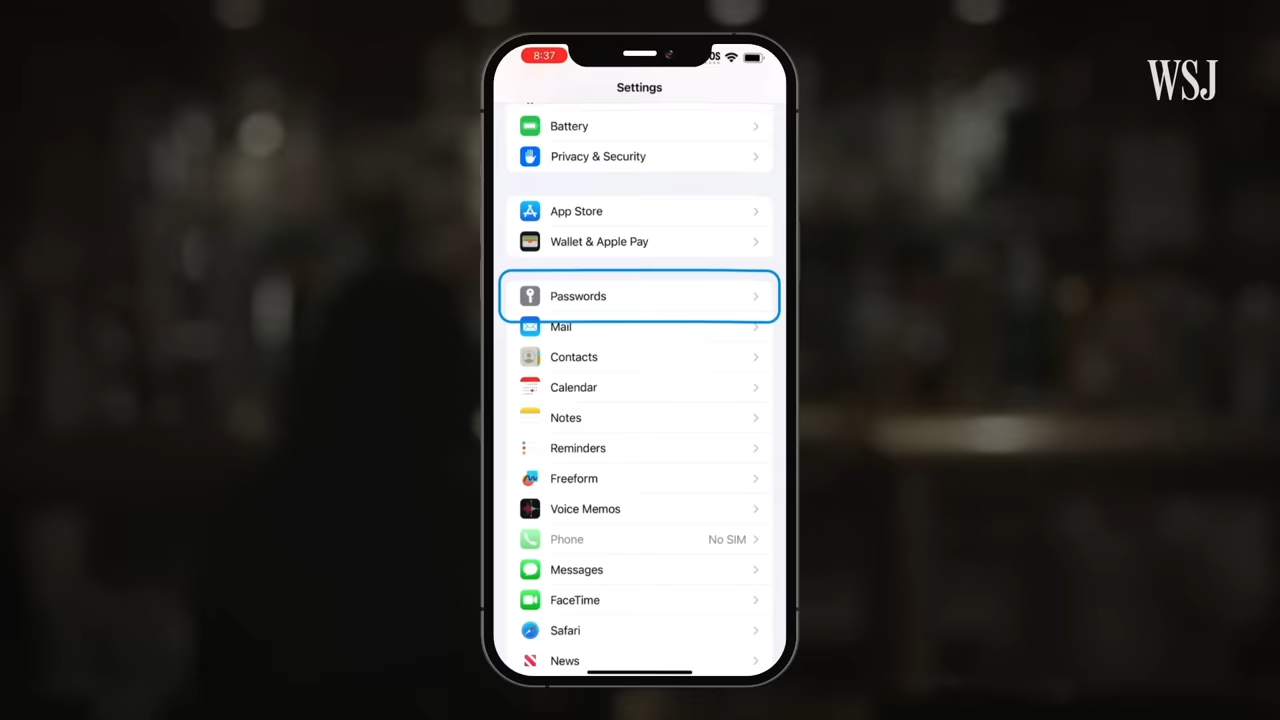 8:37
WSJ
Settings
Battery
Privacy & Security
App Store
Wallet & Apple Pay
Passwords
Mail
Contacts
Calendar
Notes
Reminders
Freeform
Voice Memos
Phone No SIM
Messages
FaceTime
Safari
News